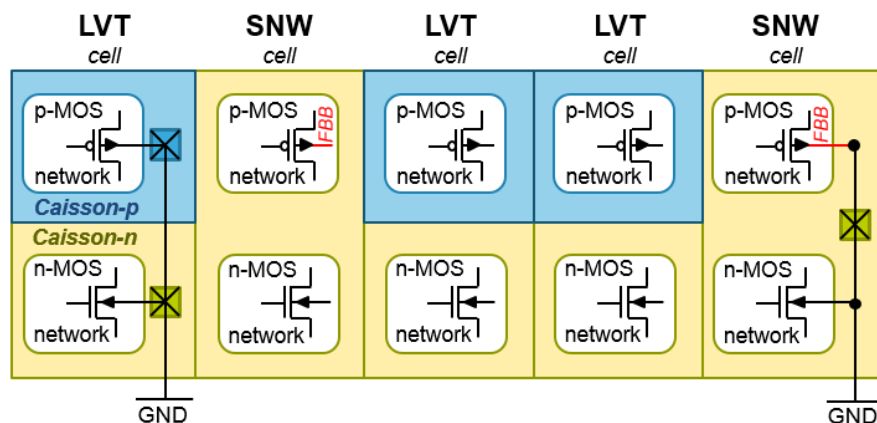 LVT SNW LVT LVT SNW
cell cell cell cell cell
p-MOS p-MOS p-MOS p-MOS p-MOS
FBB FBB
network network network network network
Caisson-p
Caisson-n
n-MOS n-MOS n-MOS n-MOS n-MOS
network network network network network
GND GND